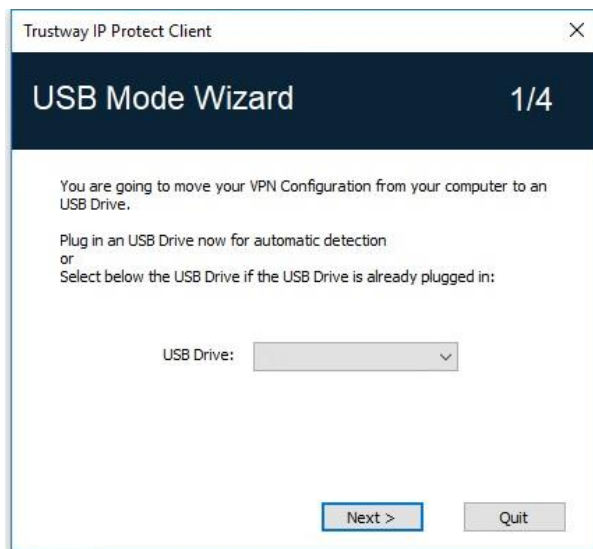 Trustway IP Protect Client
USB Mode Wizard 1/4
You are going to move your VPN Configuration from your computer to an
USB Drive.
Plug in an USB Drive now for automatic detection
or
Select below the USB Drive if the USB Drive is already plugged in:
USB Drive:
Next > Quit